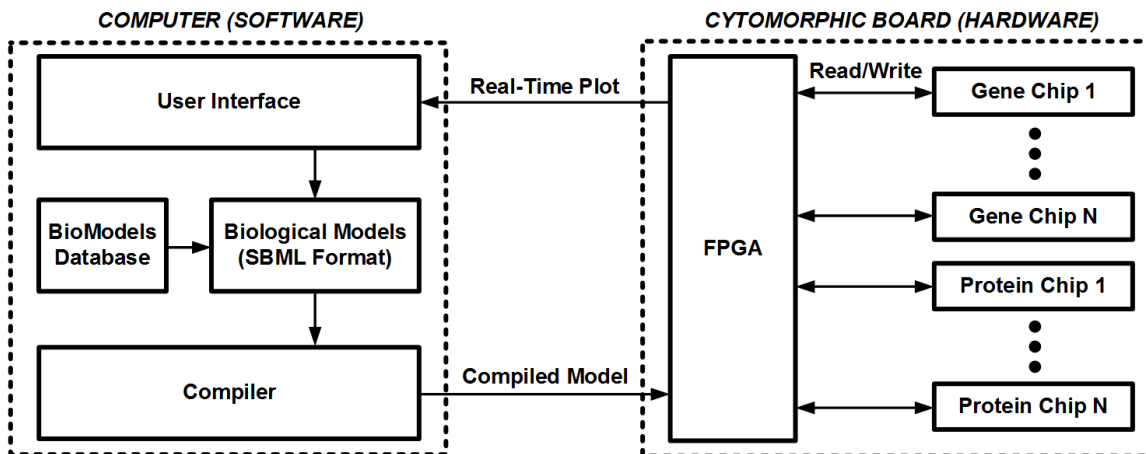 COMPUTER (SOFTWARE)
CYTOMORPHIC BOARD (HARDWARE)
User Interface
Real-Time Plot
Read/Write
Gene Chip 1
BioModels
Database
Biological Models
(SBML Format)
FPGA
Gene Chip N
Protein Chip 1
Compiler
Compiled Model
Protein Chip N